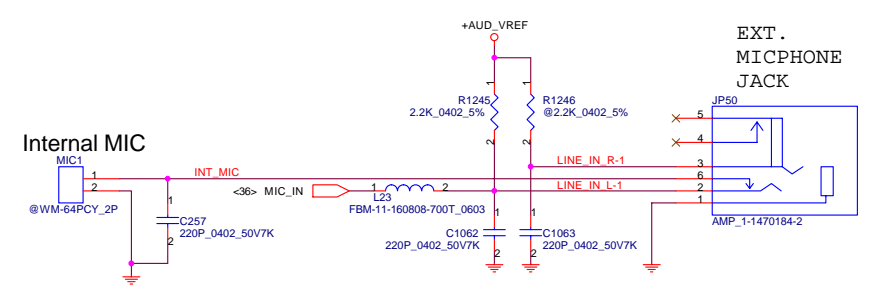 +AUD_VREF
EXT.
MICPHONE
JACK
1
1
R1245
2.2K_0402_5%
R1246
@2.2K_0402_5%
2
2
JP50
5
4
3
6
2
1
AMP_1-1470184-2
Internal MIC
MIC1
1
2
@WM-64PCY_2P
INT_MIC
LINE_IN_R-1
<36> MIC_IN
1
2
L23
FBM-11-160808-700T_0603
LINE_IN_L-1
1
C257
2
220P_0402_50V7K
1
C1062
220P_0402_50V7K
2
1
C1063
220P_0402_50V7K
2